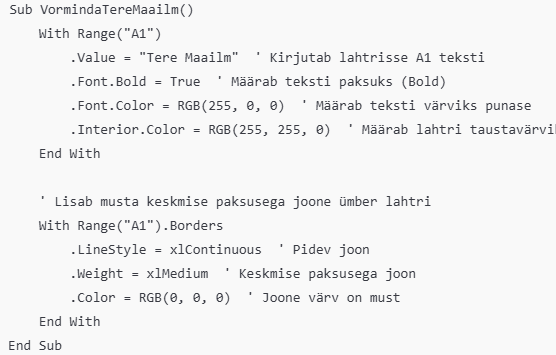 Sub VormindaTereMaailm()
    With Range("A1")
        .Value = "Tere Maailm"  ' Kirjutab lahtrisse A1 teksti
        .Font.Bold = True  ' Määrab teksti paksuks (Bold)
        .Font.Color = RGB(255, 0, 0)  ' Määrab teksti värviks punase
        .Interior.Color = RGB(255, 255, 0)  ' Määrab lahtri taustavärvik
    End With

    ' Lisab musta keskmise paksusega joone ümber lahtri
    With Range("A1").Borders
        .LineStyle = xlContinuous  ' Pidev joon
        .Weight = xlMedium  ' Keskmise paksusega joon
        .Color = RGB(0, 0, 0)  ' Joone värv on must
    End With
End Sub